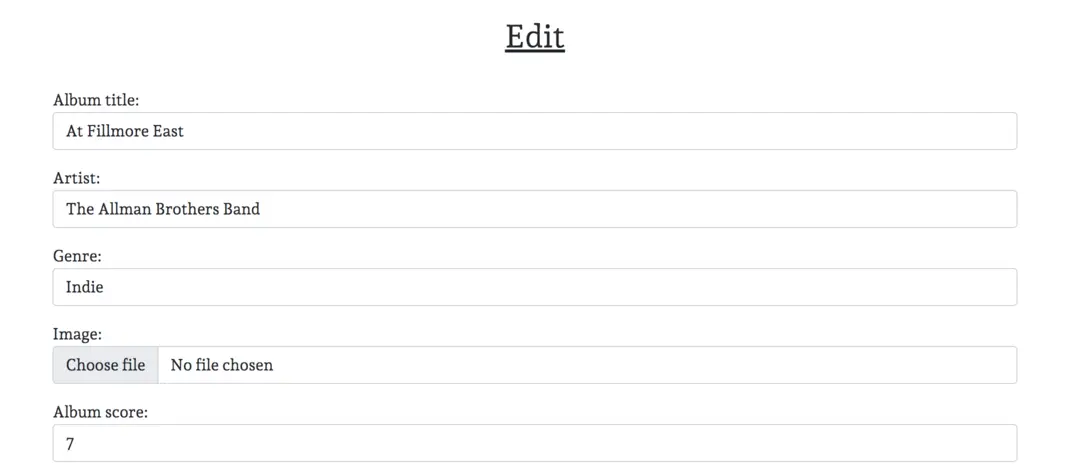 Edit
Album title:
At Fillmore East
Artist:
The Allman Brothers Band
Genre:
Indie
Image:
Choose file No file chosen
Album score:
7